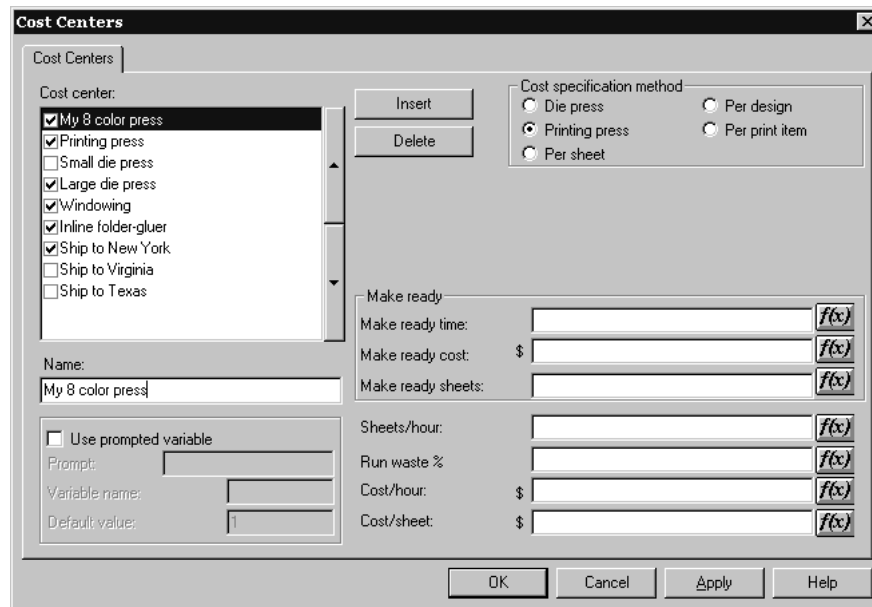 Cost Centers
Cost Centers
Cost center:
My 8 color press
Printing press
Small die press
Large die press
Windowing
Inline folder-gluer
Ship to New York
Ship to Virginia
Ship to Texas
Name:
My 8 color press
Use prompted variable
Prompt:
Variable name:
Default value: 1
Insert
Delete
Cost specification method
Die press
Printing press
Per sheet
Per design
Per print item
Make ready
Make ready time: f(x)
Make ready cost: $ f(x)
Make ready sheets: f(x)
Sheets/hour: f(x)
Run waste % f(x)
Cost/hour: $ f(x)
Cost/sheet: $ f(x)
OK Cancel Apply Help